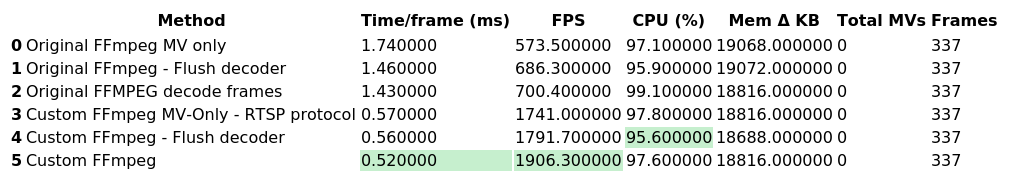 Method Time/frame (ms) FPS CPU (%) Mem Δ KB Total MVs Frames
0 Original FFmpeg MV only 1.740000 573.500000 97.100000 19068.000000 0 337
1 Original FFmpeg - Flush decoder 1.460000 686.300000 95.900000 19072.000000 0 337
2 Original FFMPEG decode frames 1.430000 700.400000 99.100000 18816.000000 0 337
3 Custom FFmpeg MV-Only - RTSP protocol 0.570000 1741.000000 97.800000 18816.000000 0 337
4 Custom FFmpeg - Flush decoder 0.560000 1791.700000 95.600000 18688.000000 0 337
5 Custom FFmpeg 0.520000 1906.300000 97.600000 18816.000000 0 337